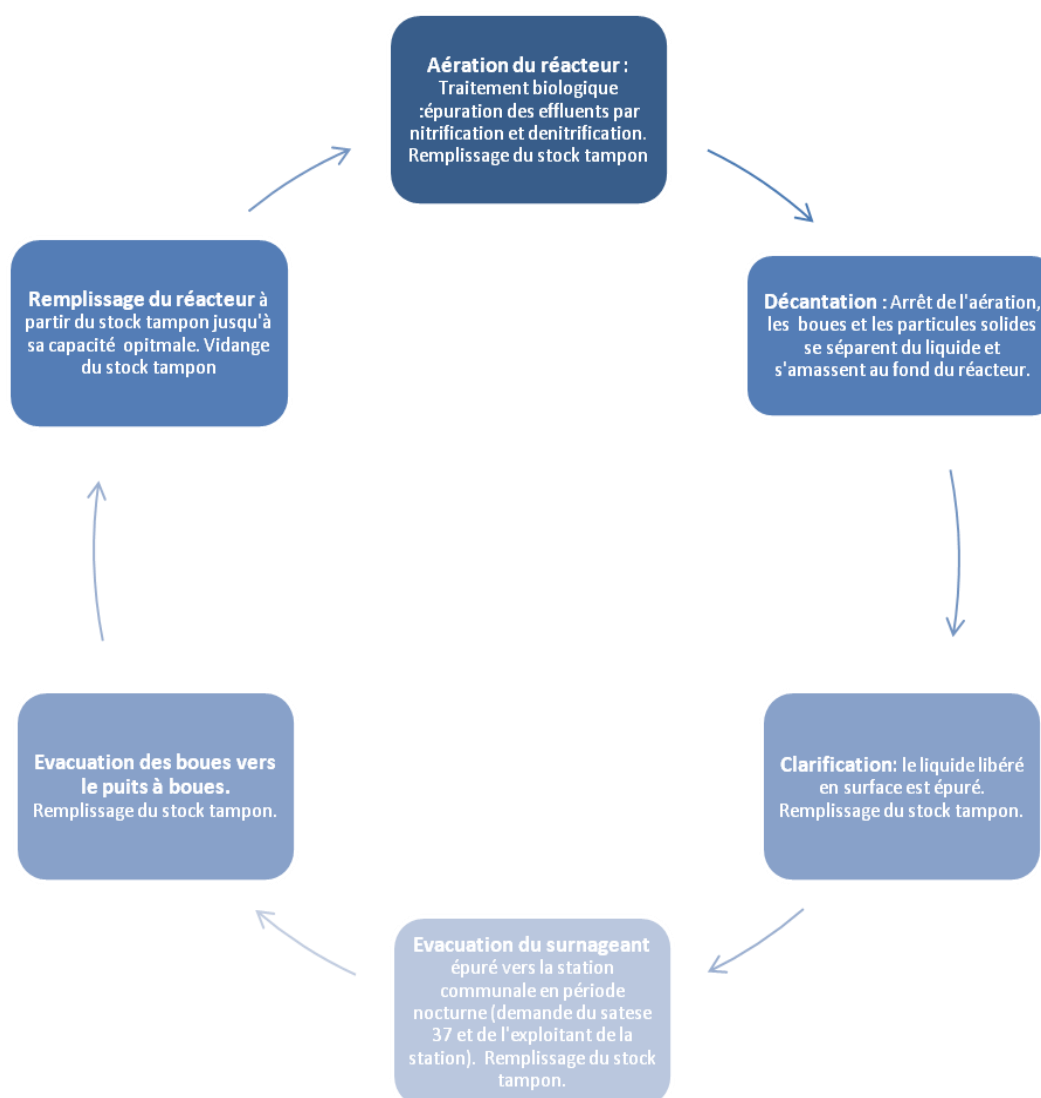 Aération du réacteur :
Traitement biologique
:épuration des effluents par
nitrification et denitrification.
Remplissage du stock tampon
Décantation : Arrêt de l'aération,
les boues et les particules solides
se séparent du liquide et
s'amassent au fond du réacteur.
Clarification: le liquide libéré
en surface est épuré.
Remplissage du stock tampon.
Evacuation du surnageant
épuré vers la station
communale en période
nocturne (demande du satese
37 et de l'exploitant de la
station). Remplissage du stock
tampon.
Evacuation des boues vers
le puits à boues.
Remplissage du stock tampon.
Remplissage du réacteur à
partir du stock tampon jusqu'à
sa capacité opitmale. Vidange
du stock tampon